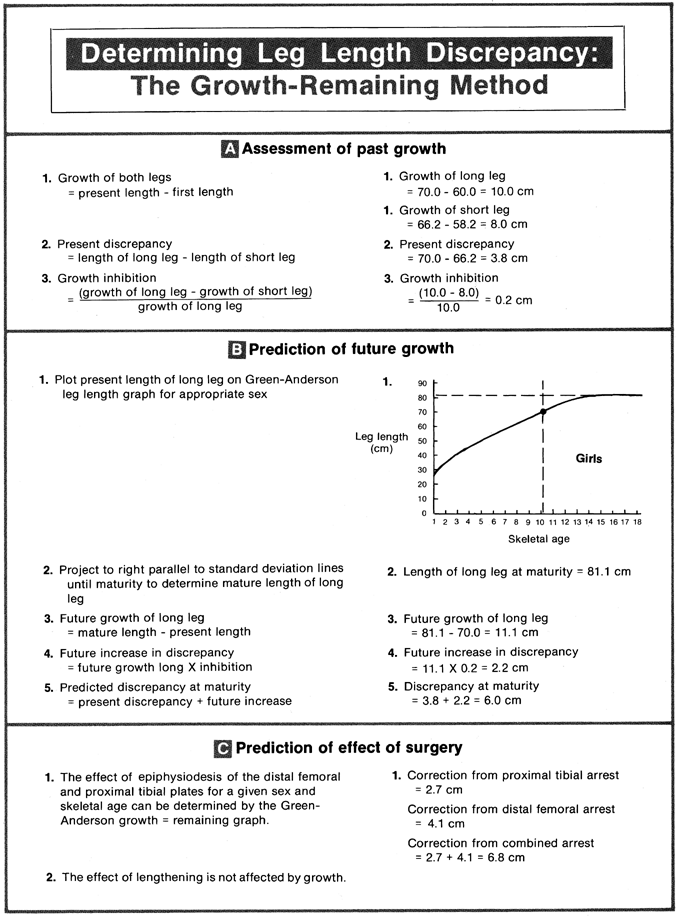 Determining Leg Length Discrepancy:
The Growth-Remaining Method
A Assessment of past growth
1. Growth of both legs
= present length - first length
1. Growth of long leg
= 70.0 - 60.0 = 10.0 cm
1. Growth of short leg
= 66.2 - 58.2 = 8.0 cm
2. Present discrepancy
= length of long leg - length of short leg
2. Present discrepancy
= 70.0 - 66.2 = 3.8 cm
3. Growth inhibition
= (growth of long leg - growth of short leg)
growth of long leg
3. Growth inhibition
= (10.0 - 8.0) = 0.2 cm
10.0
B Prediction of future growth
1. Plot present length of long leg on Green-Anderson
leg length graph for appropriate sex
1.
90
80
70
60
50
40
30
20
10
0
Leg length
(cm)
Girls
1 2 3 4 5 6 7 8 9 10 11 12 13 14 15 16 17 18
Skeletal age
2. Project to right parallel to standard deviation lines
until maturity to determine mature length of long
leg
2. Length of long leg at maturity = 81.1 cm
3. Future growth of long leg
= mature length - present length
3. Future growth of long leg
= 81.1 - 70.0 = 11.1 cm
4. Future increase in discrepancy
= future growth long X inhibition
4. Future increase in discrepancy
= 11.1 X 0.2 = 2.2 cm
5. Predicted discrepancy at maturity
= present discrepancy + future increase
5. Discrepancy at maturity
= 3.8 + 2.2 = 6.0 cm
C Prediction of effect of surgery
1. The effect of epiphysiodesis of the distal femoral
and proximal tibial plates for a given sex and
skeletal age can be determined by the Green-
Anderson growth = remaining graph.
1. Correction from proximal tibial arrest
= 2.7 cm
Correction from distal femoral arrest
= 4.1 cm
Correction from combined arrest
= 2.7 + 4.1 = 6.8 cm
2. The effect of lengthening is not affected by growth.